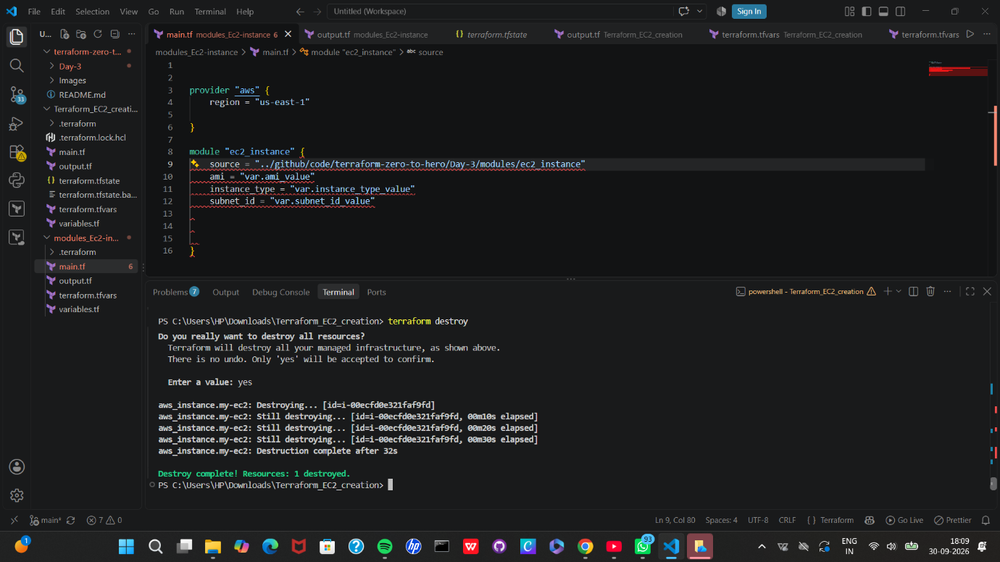 File Edit Selection View Go Run Terminal Help
Untitled (Workspace)
Sign In
U...
terraform-zero-t...
Day-3
Images
README.md
Terraform_EC2_creati...
.terraform
.terraform.lock.hcl
main.tf
output.tf
terraform.tfstate
terraform.tfstate.ba...
terraform.tfvars
variables.tf
modules_Ec2-in...
.terraform
main.tf 6
output.tf
terraform.tfvars
variables.tf
33
main.tf modules_Ec2-instance 6 output.tf modules_Ec2-instance terraform.tfstate output.tf Terraform_creation terraform.tfvars Terraform_creation terraform.tfvars
modules_Ec2-instance > main.tf > module "ec2_instance" > abc source
1
2
3 provider "aws" {
4 region = "us-east-1"
5
6 }
7
8 module "ec2_instance" {
9 source = "../github/code/terraform-zero-to-hero/Day-3/modules/ec2_instance"
10 ami = "var.ami_value"
11 instance_type = "var.instance_type_value"
12 subnet_id = "var.subnet_id_value"
13
14
15
16 }
Problems 7 Output Debug Console Terminal Ports
powershell - Terraform_EC2_creation
PS C:\Users\HP\Downloads\Terraform_EC2_creation> terraform destroy
Do you really want to destroy all resources?
Terraform will destroy all your managed infrastructure, as shown above.
There is no undo. Only 'yes' will be accepted to confirm.
Enter a value: yes
aws_instance.my-ec2: Destroying... [id=i-00ecfd0e321faf9fd]
aws_instance.my-ec2: Still destroying... [id=i-00ecfd0e321faf9fd, 00m10s elapsed]
aws_instance.my-ec2: Still destroying... [id=i-00ecfd0e321faf9fd, 00m20s elapsed]
aws_instance.my-ec2: Still destroying... [id=i-00ecfd0e321faf9fd, 00m30s elapsed]
aws_instance.my-ec2: Destruction complete after 32s
Destroy complete! Resources: 1 destroyed.
PS C:\Users\HP\Downloads\Terraform_EC2_creation>
main* 7 0 Ln 9, Col 80 Spaces: 4 UTF-8 CRLF { } Terraform Go Live Prettier
1
93
ENG
IN
18:09
30-09-2026